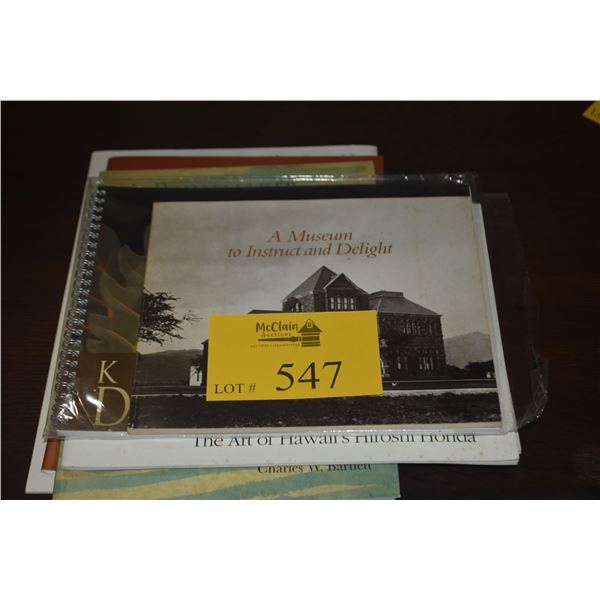 A Museum
to Instruct and Delight
McClain
Auctions
LOT # 547
K
D
The Art of Hawaii's Hiroshi Honda
Charles W. Bartlett